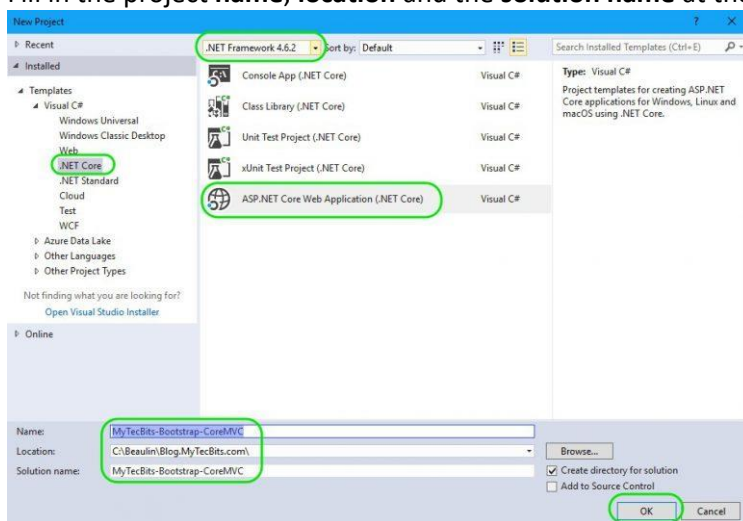 Fill in the project name, location and the solution name at the
New Project
? ×
Recent
.NET Framework 4.6.2
Sort by: Default
Search Installed Templates (Ctrl+E)
Installed
Templates
Visual C#
Windows Universal
Windows Classic Desktop
Web
.NET Core
.NET Standard
Cloud
Test
WCF
Azure Data Lake
Other Languages
Other Project Types
Not finding what you are looking for?
Open Visual Studio Installer
Online
Console App (.NET Core) Visual C#
Class Library (.NET Core) Visual C#
Unit Test Project (.NET Core) Visual C#
xUnit Test Project (.NET Core) Visual C#
ASP.NET Core Web Application (.NET Core) Visual C#
Type: Visual C#
Project templates for creating ASP.NET
Core applications for Windows, Linux and
macOS using .NET Core.
Name: MyTecBits-Bootstrap-CoreMVC
Location: C:\Beaulin\Blog.MyTecBits.com\
Browse...
Solution name: MyTecBits-Bootstrap-CoreMVC
Create directory for solution
Add to Source Control
OK Cancel